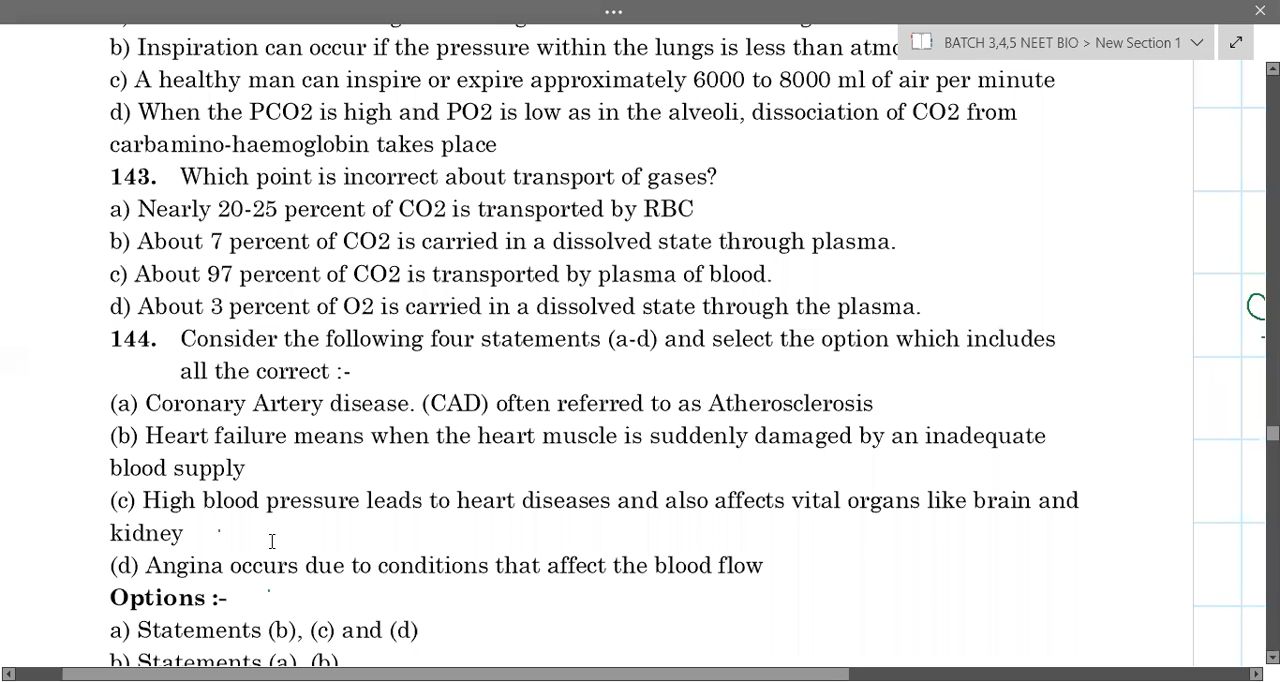 ...
b) Inspiration can occur if the pressure within the lungs is less than
BATCH 3,4,5 NEET BIO > New Section 1
c) A healthy man can inspire or expire approximately 6000 to 8000 ml of air per minute
d) When the PCO2 is high and PO2 is low as in the alveoli, dissociation of CO2 from
carbamino-haemoglobin takes place
143. Which point is incorrect about transport of gases?
a) Nearly 20-25 percent of CO2 is transported by RBC
b) About 7 percent of CO2 is carried in a dissolved state through plasma.
c) About 97 percent of CO2 is transported by plasma of blood.
d) About 3 percent of O2 is carried in a dissolved state through the plasma.
144. Consider the following four statements (a-d) and select the option which includes
all the correct :-
(a) Coronary Artery disease. (CAD) often referred to as Atherosclerosis
(b) Heart failure means when the heart muscle is suddenly damaged by an inadequate
blood supply
(c) High blood pressure leads to heart diseases and also affects vital organs like brain and
kidney
(d) Angina occurs due to conditions that affect the blood flow
Options :-
a) Statements (b), (c) and (d)
b) Statements (a), (b)